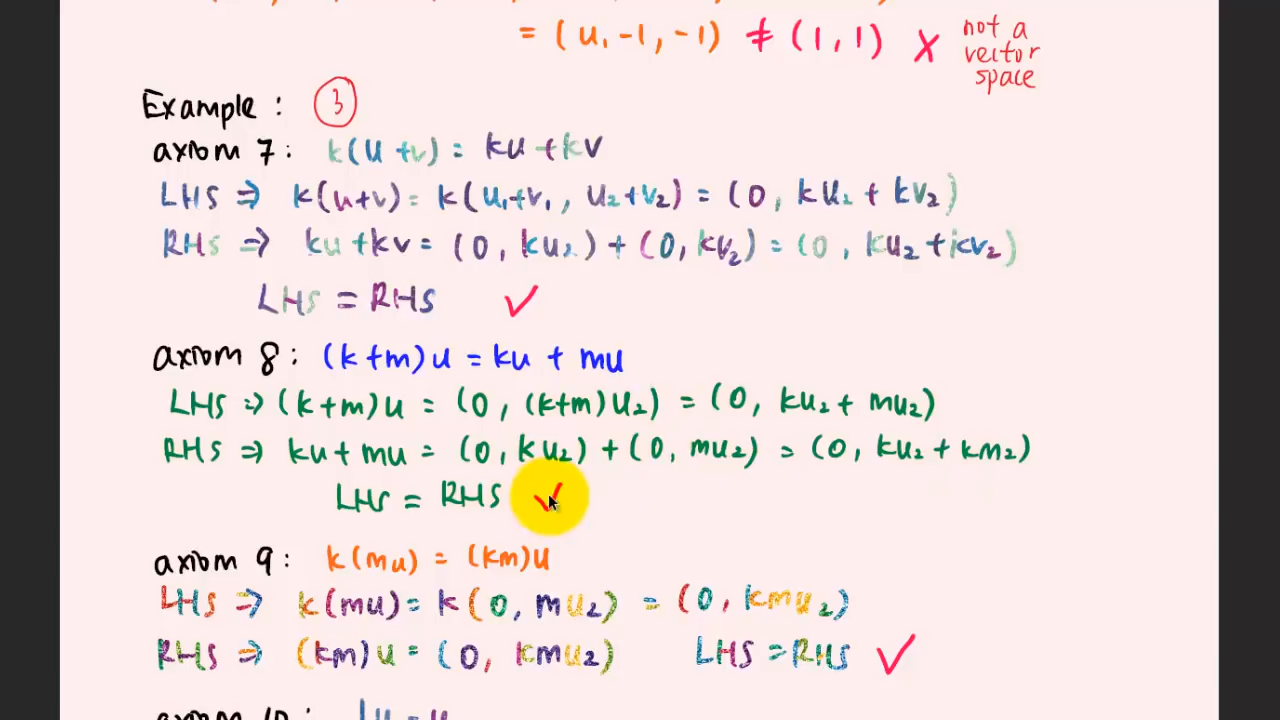 = (u, -1, -1) ≠ (1, 1) X not a vector space
Example : ③
axiom 7 : k(u+v) = ku + kv
LHS ⇒ k(u+v) = k(u₁+v₁ , u₂+v₂) = (0, ku₂ + kv₂)
RHS ⇒ ku + kv = (0, ku₂) + (0, kv₂) = (0, ku₂ + kv₂)
LHS = RHS ✓
axiom 8 : (k+m)u = ku + mu
LHS ⇒ (k+m)u = (0, (k+m)u₂) = (0, ku₂ + mu₂)
RHS ⇒ ku + mu = (0, ku₂) + (0, mu₂) = (0, ku₂ + km₂)
LHS = RHS ✓
axiom 9 : k(mu) = (km)u
LHS ⇒ k(mu) = k(0, mu₂) = (0, kmu₂)
RHS ⇒ (km)u = (0, kmu₂) LHS = RHS ✓